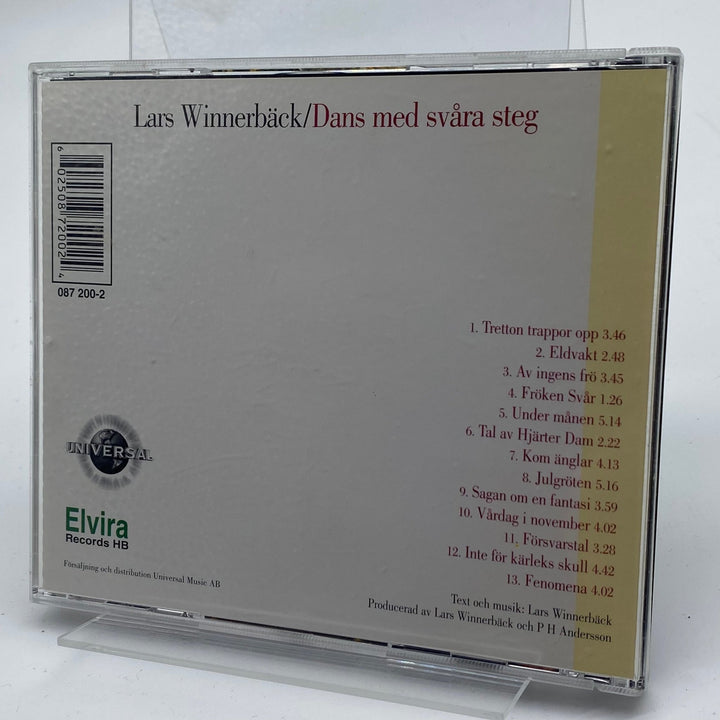 Lars Winnerbäck/Dans med svåra steg
6 02508 72002 4
087 200-2
1. Tretton trappor opp 3.46
2. Eldvakt 2.48
3. Av ingens frö 3.45
4. Fröken Svår 1.26
5. Under månen 5.14
6. Tal av Hjärter Dam 2.22
7. Kom änglar 4.13
8. Julgröten 5.16
9. Sagan om en fantasi 3.59
10. Vårdag i november 4.02
11. Försvarstal 3.28
12. Inte för kärleks skull 4.42
13. Fenomena 4.02
UNIVERSAL
Elvira
Records HB
Försäljning och distribution Universal Music AB
Text och musik: Lars Winnerbäck
Producerad av Lars Winnerbäck och P H Andersson